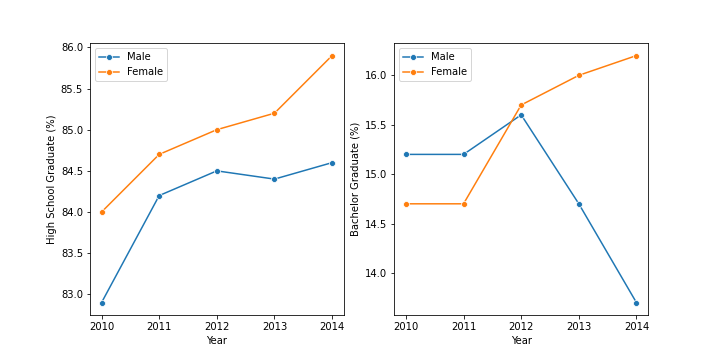 Male
Female
High School Graduate (%)
86.0
85.5
85.0
84.5
84.0
83.5
83.0
2010
2011
2012
2013
2014
Year
Male
Female
Bachelor Graduate (%)
16.0
15.5
15.0
14.5
14.0
2010
2011
2012
2013
2014
Year